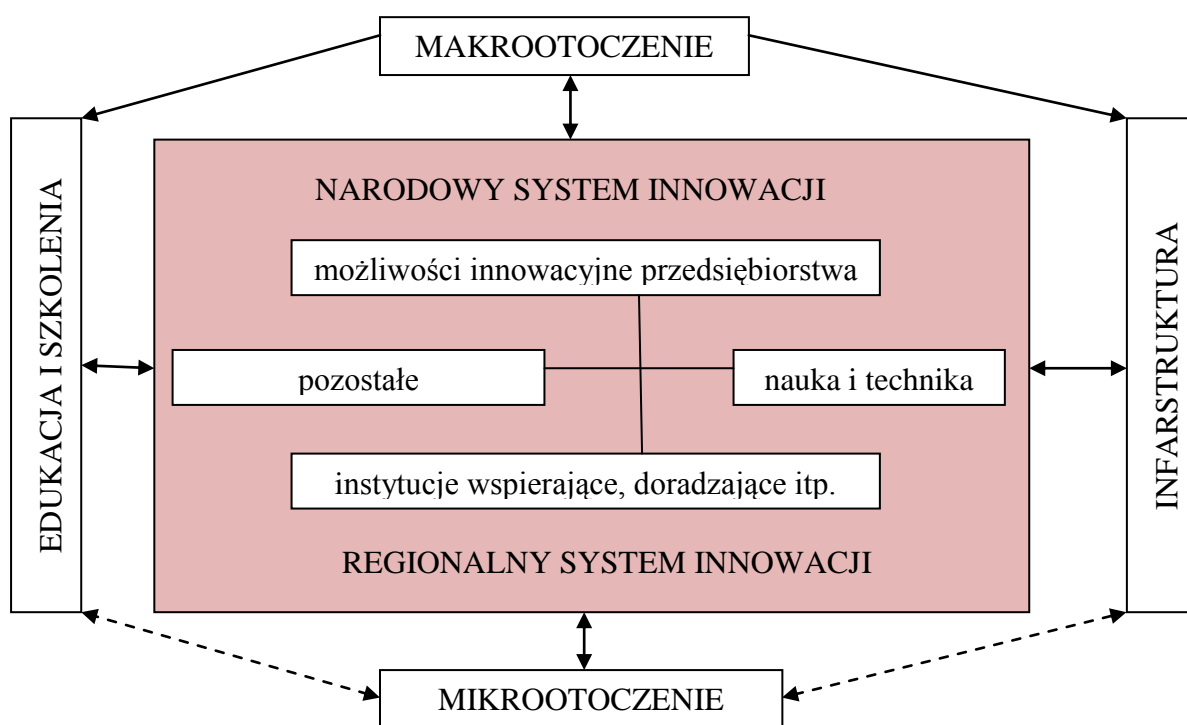 MAKROOTOCZENIE
EDUKACJA I SZKOLENIA
NARODOWY SYSTEM INNOWACJI
możliwości innowacyjne przedsiębiorstwa
pozostałe
nauka i technika
instytucje wspierające, doradzające itp.
REGIONALNY SYSTEM INNOWACJI
INFARSTRUKTURA
MIKROOTOCZENIE